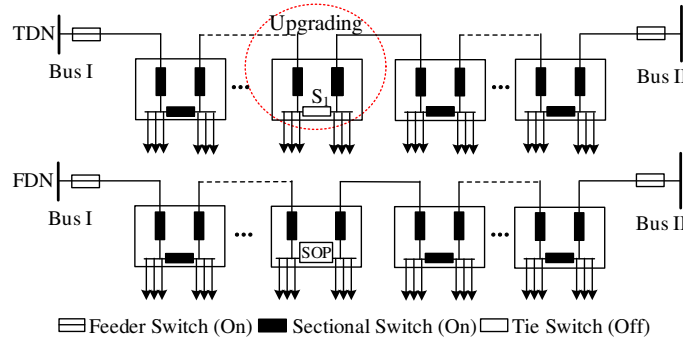 Upgrading
TDN
Bus I
Bus II
...
S1
...
FDN
Bus I
Bus II
...
SOP
...
Feeder Switch (On) Sectional Switch (On) Tie Switch (Off)